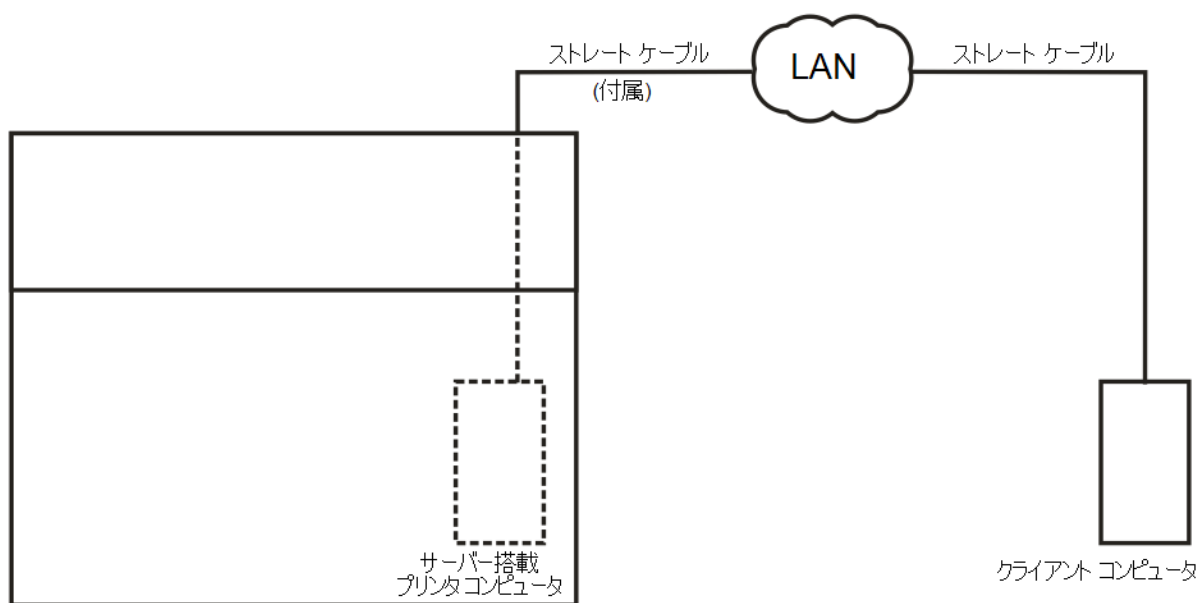 ストレート ケーブル
(付属)
LAN
ストレート ケーブル
サーバー搭載
プリンタ コンピュータ
クライアント コンピュータ